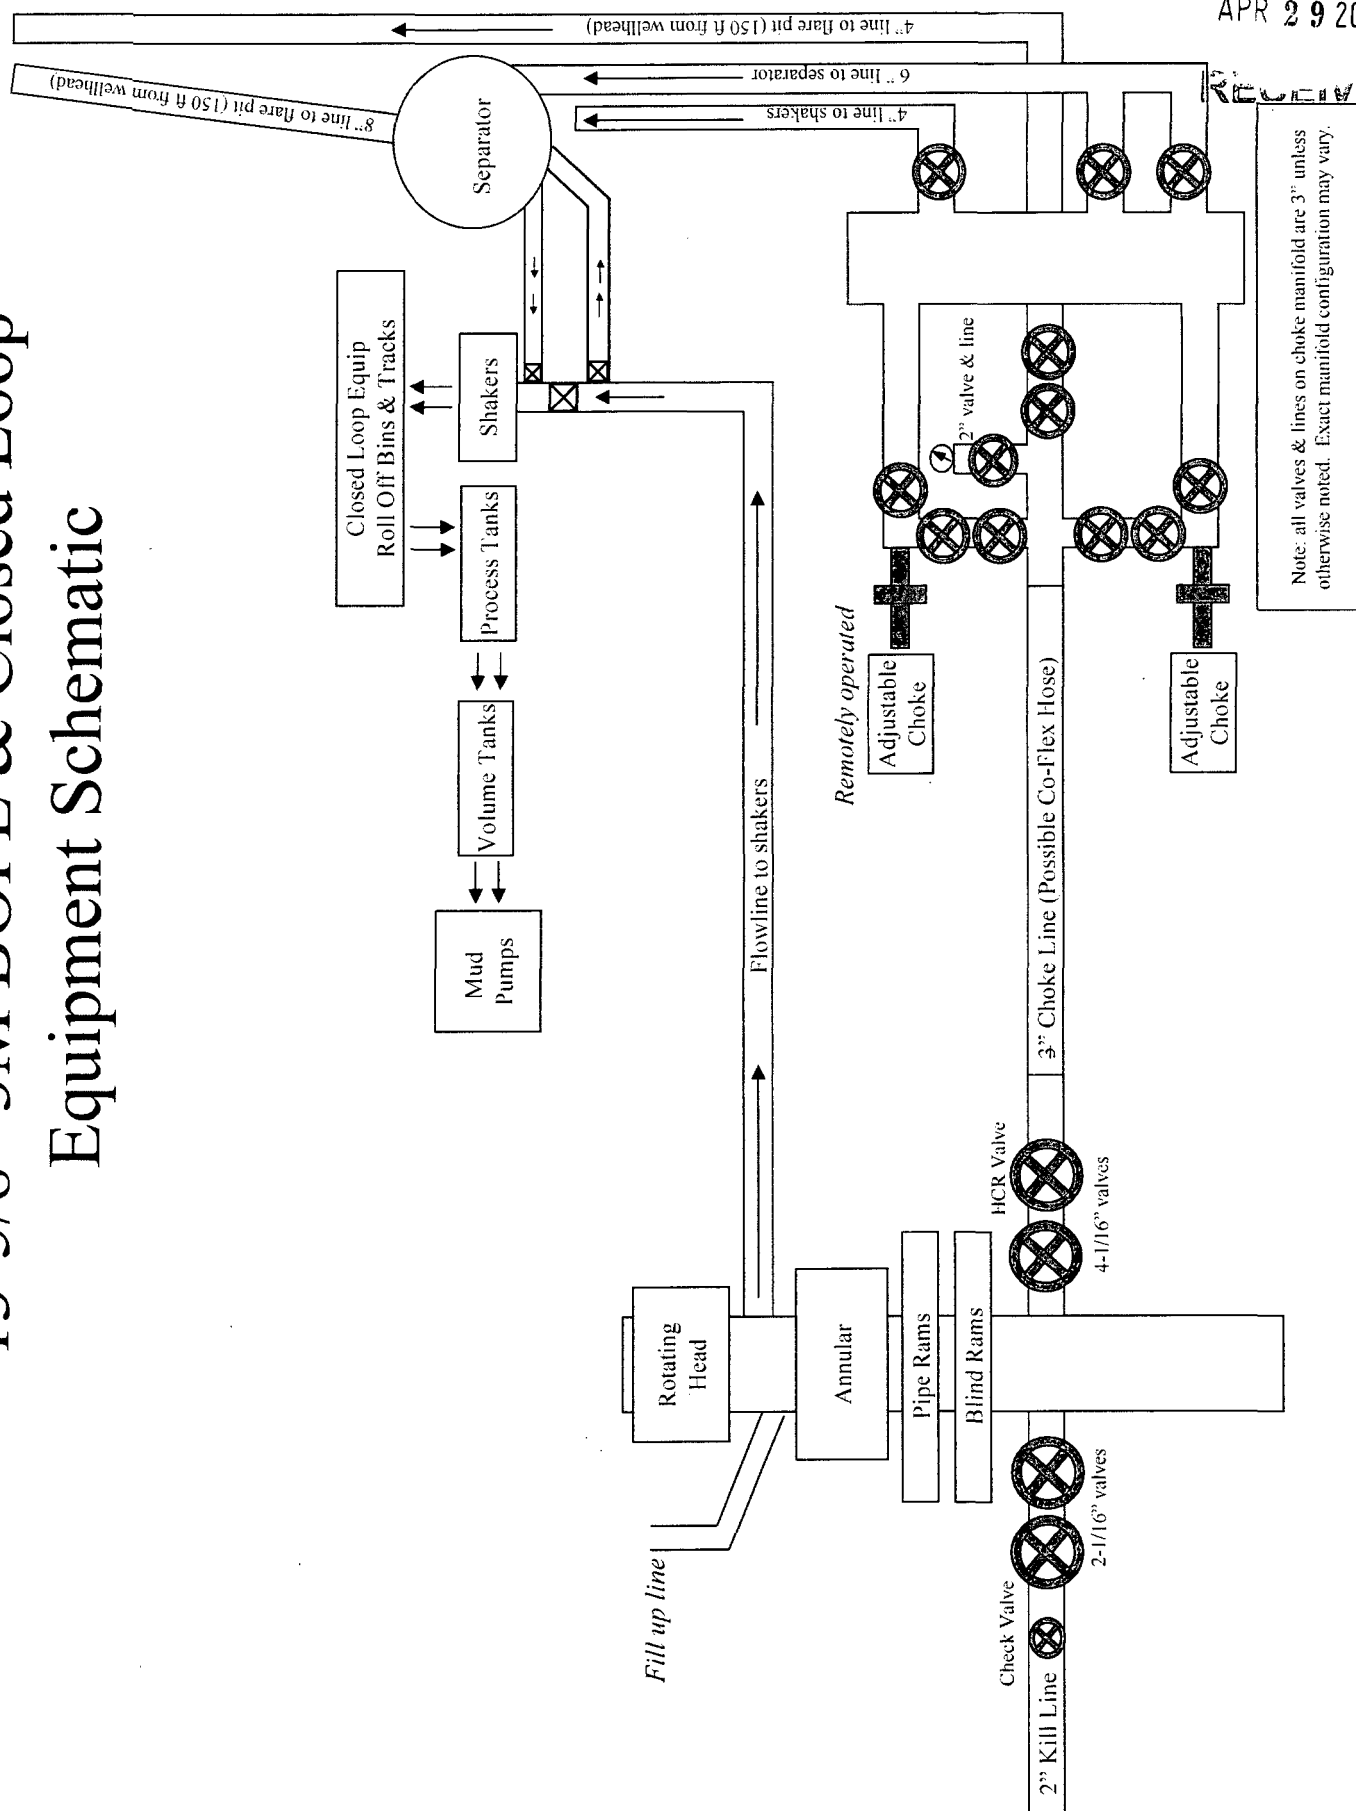 Equipment Schematic
APR 29 20
4" line to flare pit (150 ft from wellhead)
8" line to flare pit (150 ft from wellhead)
6" line to separator
4" line to shakers
Separator
Closed Loop Equip
Roll Off Bins & Tracks
Shakers
Process Tanks
Volume Tanks
Mud
Pumps
Flowline to shakers
2" valve & line
Remotely operated
Adjustable
Choke
Adjustable
Choke
Note: all valves & lines on choke manifold are 3" unless
otherwise noted. Exact manifold configuration may vary.
3" Choke Line (Possible Co-Flex Hose)
HCR Valve
4-1/16" valves
Rotating
Head
Annular
Pipe Rams
Blind Rams
Fill up line
2-1/16" valves
Check Valve
2" Kill Line